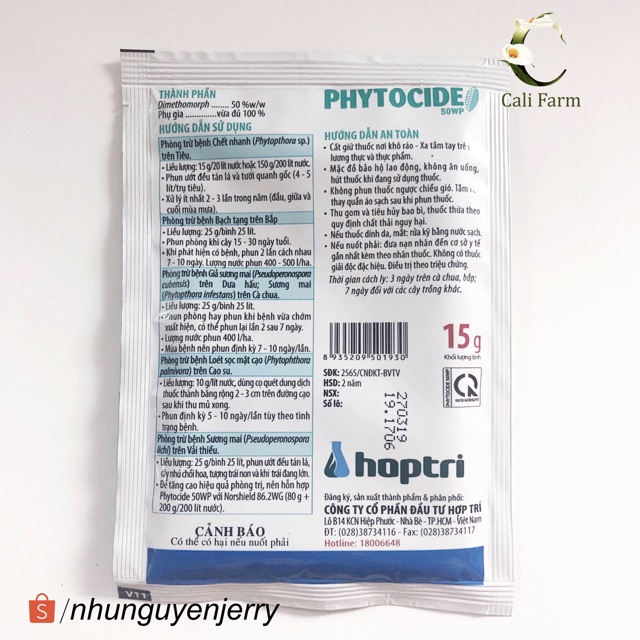 Cali Farm
THÀNH PHẦN
Dimethomorph ........ 50 %w/w
Phụ gia ..............vừa đủ 100 %
HƯỚNG DẪN SỬ DỤNG
Phòng trừ bệnh Chết nhanh (Phytopthora sp.)
trên Tiêu.
• Liều lượng: 15 g/20 lít nước hoặc 150 g/200 lít nước.
• Phun ướt đều tán lá và tưới quanh gốc (4 - 5
lít/trụ tiêu).
• Xử lý ít nhất 2 - 3 lần trong năm (đầu, giữa và
cuối mùa mưa).
Phòng trừ bệnh Bạch tạng trên Bắp
• Liều lượng: 25 g/bình 25 lít.
• Phun phòng khi cây 15 - 30 ngày tuổi.
• Khi phát hiện có bệnh, phun 2 lần cách nhau
7 - 10 ngày. Lượng nước phun 400 - 500 l/ha.
Phòng trừ bệnh Giả sương mai (Pseudoperonospora
cubensis) trên Dưa hấu; Sương mai
(Phytopthora infestans) trên Cà chua.
• Liều lượng: 25 g/bình 25 lít.
• Phun phòng hay phun khi bệnh vừa chớm
xuất hiện, có thể phun lại lần 2 sau 7 ngày.
• Lượng nước phun 400 l/ha.
• Mùa bệnh nên phun định kỳ 7 - 10 ngày/lần.
Phòng trừ bệnh Loét sọc mặt cạo (Phytophthora
palmivora) trên Cao su.
• Liều lượng: 10 g/lít nước, dùng cọ quét dung dịch
thuốc thành băng rộng 2 - 3 cm trên đường cạo
sau khi thu mủ xong.
• Phun định kỳ 5 - 10 ngày/lần tùy theo tình
trạng bệnh.
Phòng trừ bệnh Sương mai (Pseudoperonospora
lichi) trên Vải thiều.
• Liều lượng: 25 g/bình 25 lít, phun ướt đều tán lá,
cây nhú chồi hoa, tượng trái non và khi trái đang lớn.
• Để tăng cao hiệu quả phòng trị, nên hỗn hợp
Phytocide 50WP với Norshield 86.2WG (80 g +
200 g/200 lít nước).
CẢNH BÁO
Có thể có hại nếu nuốt phải
PHYTOCIDE
50WP
HƯỚNG DẪN AN TOÀN
• Cất giữ thuốc nơi khô ráo - Xa tầm tay trẻ
lương thực và thực phẩm.
• Mặc đồ bảo hộ lao động, không ăn uống,
hút thuốc khi đang sử dụng thuốc.
• Không phun thuốc ngược chiều gió. Tắm
thay quần áo sạch sau khi phun thuốc.
• Thu gom và tiêu hủy bao bì, thuốc thừa theo
quy định chất thải nguy hại.
• Nếu thuốc dính da, mắt: rửa kỹ bằng nước sạch.
• Nếu nuốt phải: đưa nạn nhân đến cơ sở y tế
gần nhất kèm theo nhãn thuốc. Không có thuốc
giải độc đặc hiệu. Điều trị theo triệu chứng.
Thời gian cách ly: 3 ngày trên cà chua, bắp;
7 ngày đối với các cây trồng khác.
8 935209 501930
15 g
Khối lượng tịnh
SĐK: 2565/CNĐKT-BVTV
HSD: 2 năm
NSX:
Số lô:
270319
19.1706
PHYTOCIDE 50WP
hoptri
Đăng ký, sản xuất thành phẩm & phân phối:
CÔNG TY CỔ PHẦN ĐẦU TƯ HỢP TRÍ
Lô B14 KCN Hiệp Phước - Nhà Bè - TP.HCM - Việt Nam
ĐT: (028)38734116 - Fax: (028)38734117
Hotline: 18006648
V11
S /nhunguyenjerry